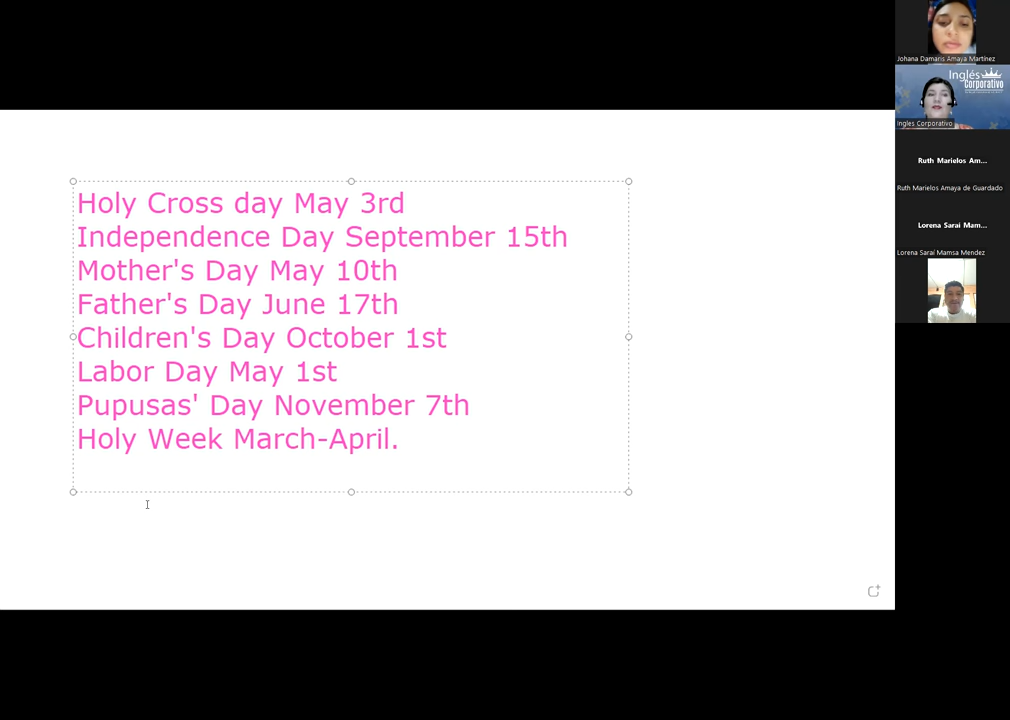 Holy Cross day May 3rd
Independence Day September 15th
Mother's Day May 10th
Father's Day June 17th
Children's Day October 1st
Labor Day May 1st
Pupusas' Day November 7th
Holy Week March-April.
Johana Damaris Amaya Martínez
Inglés
Corporativo
Ingles Corporativo
Ruth Marielos Am...
Ruth Marielos Amaya de Guardado
Lorena Sarai Mam...
Lorena Saraí Mamsa Mendez